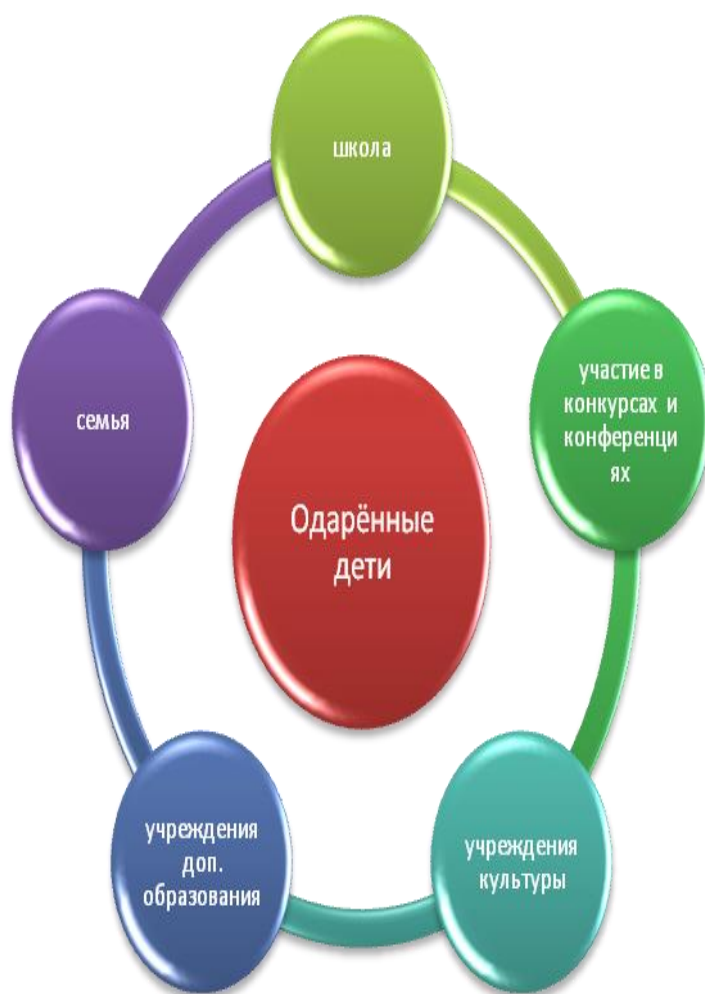 школа
участие в
конкурсах и
конференци
ях
семья
Одарённые
дети
учреждения
доп.
образования
учреждения
культуры